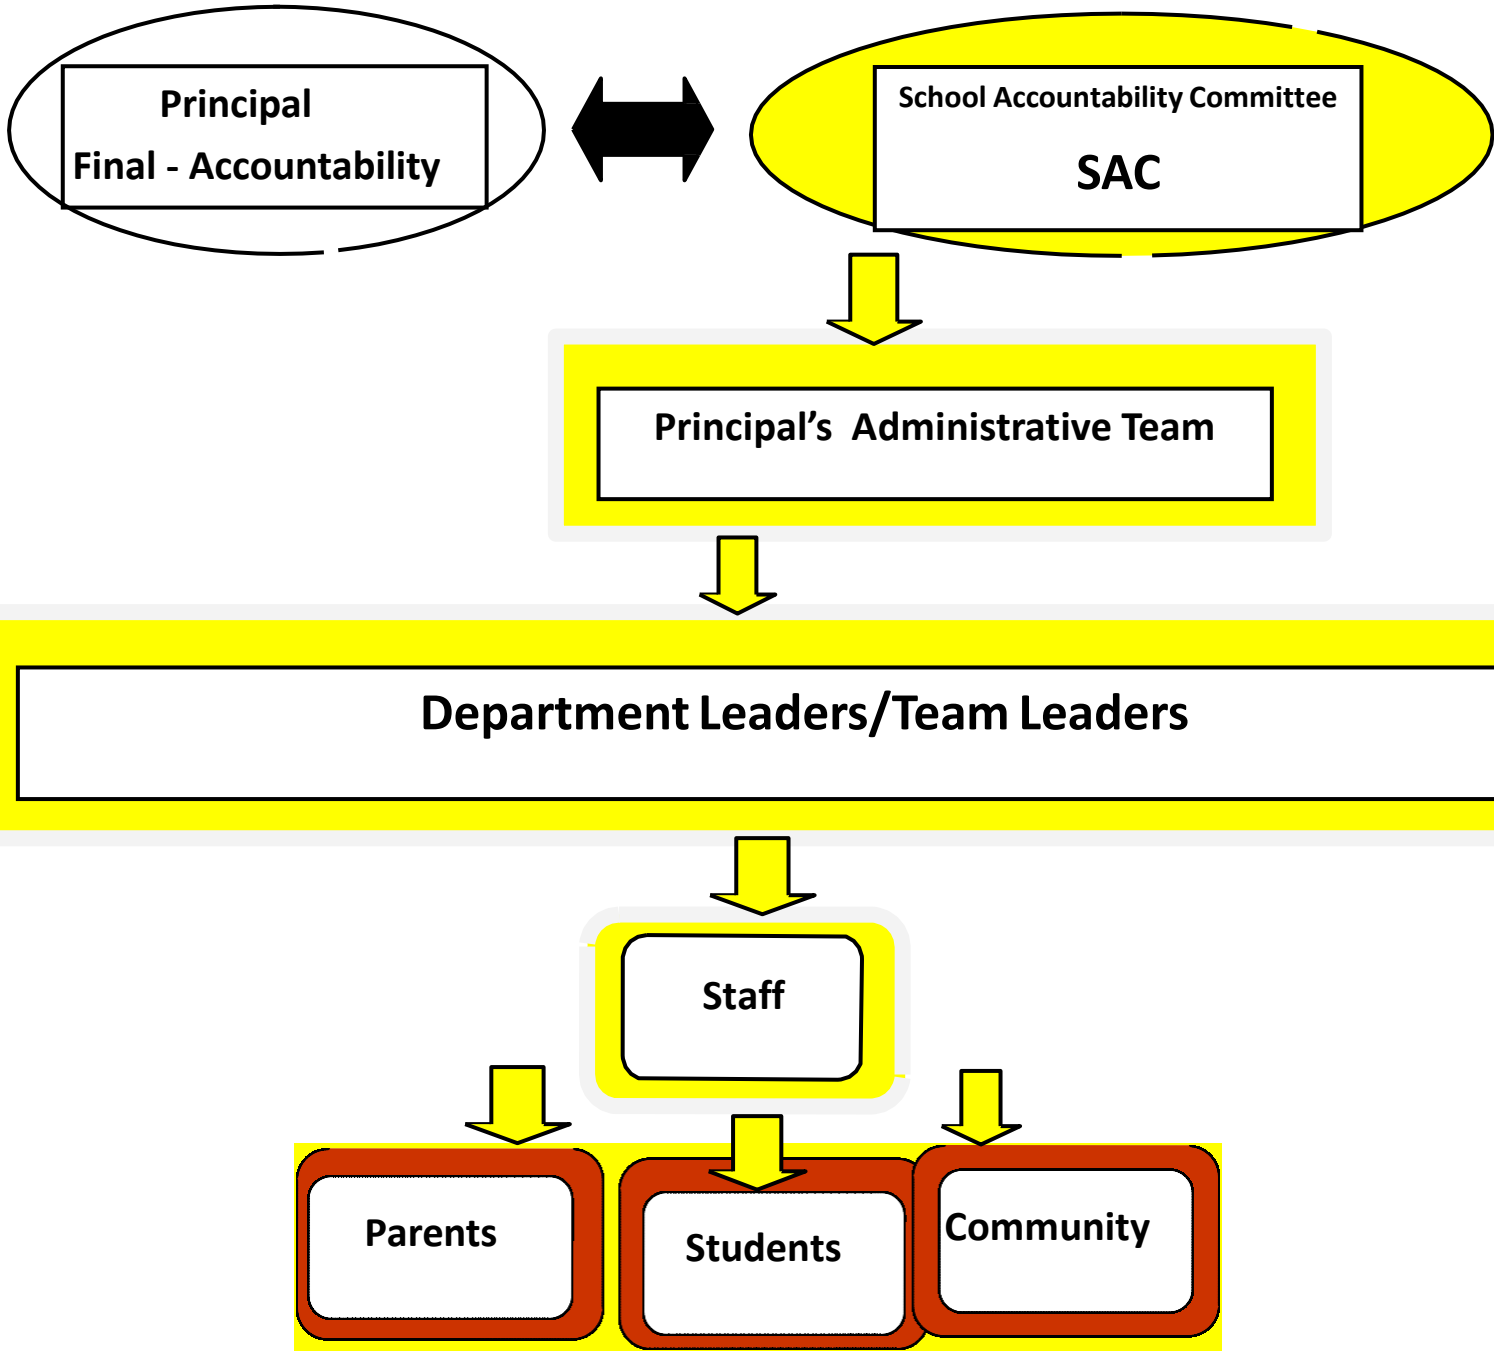 Principal
Final - Accountability
School Accountability Committee
SAC
Principal’s Administrative Team
Department Leaders/Team Leaders
Staff
Parents
Students
Community